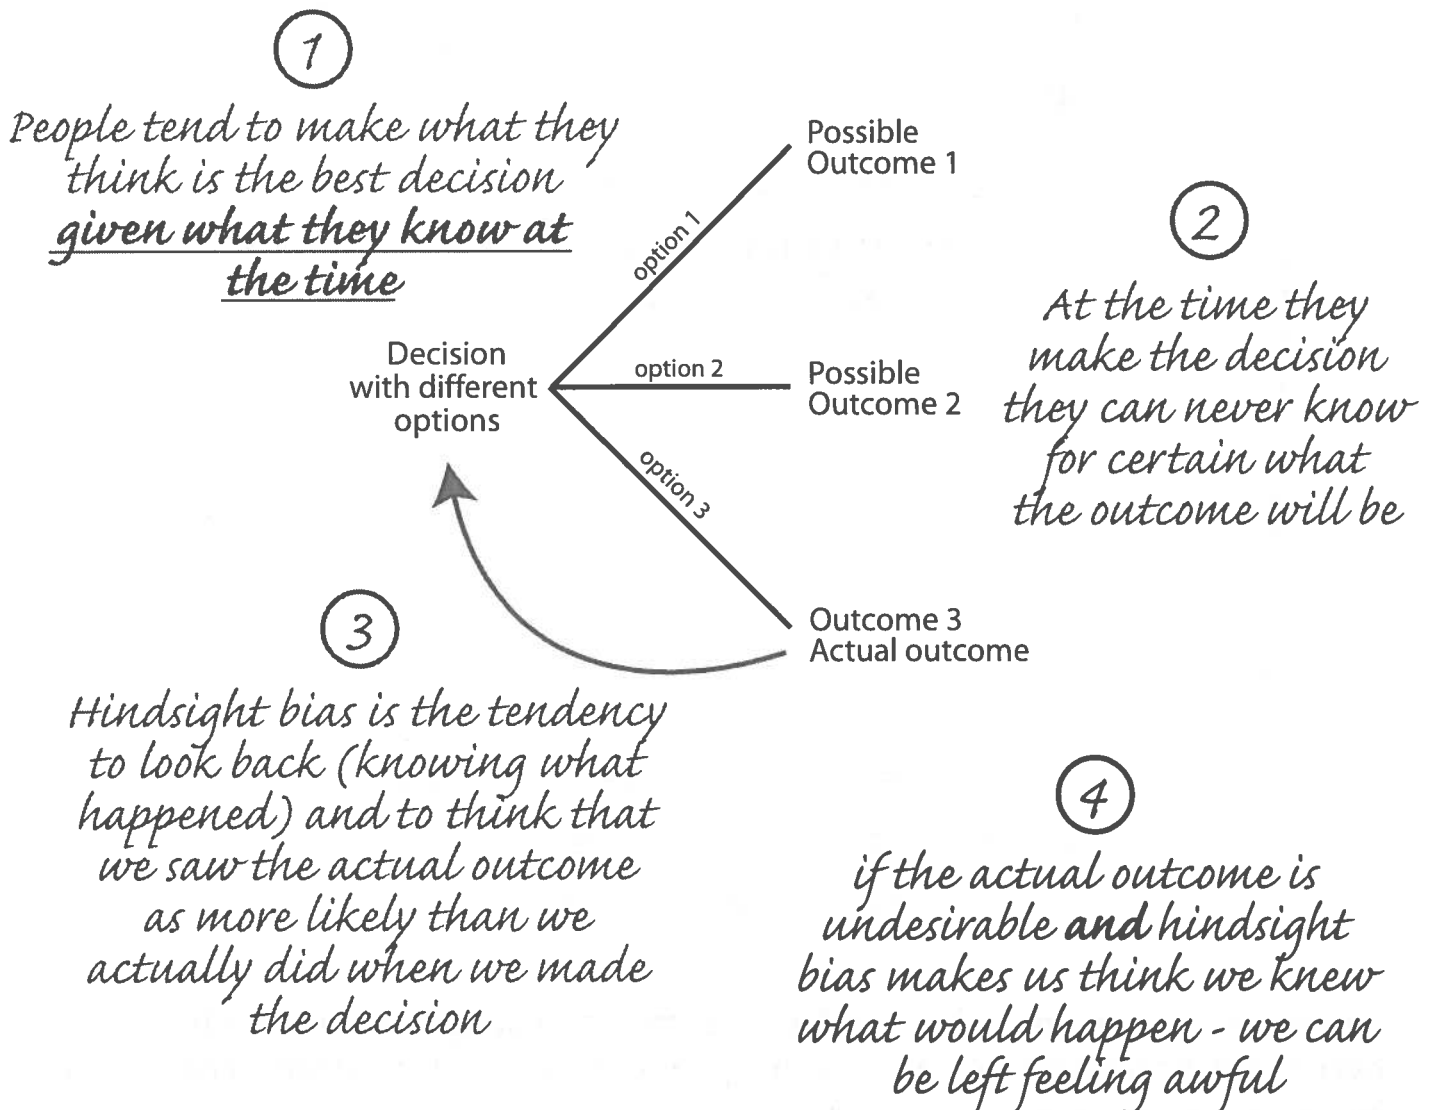 1
People tend to make what they
think is the best decision
given what they know at
the time
Possible
Outcome 1
option 1
Decision
with different
options
option 2
Possible
Outcome 2
2
At the time they
make the decision
they can never know
for certain what
the outcome will be
option 3
Outcome 3
Actual outcome
3
Hindsight bias is the tendency
to look back (knowing what
happened) and to think that
we saw the actual outcome
as more likely than we
actually did when we made
the decision
4
if the actual outcome is
undesirable and hindsight
bias makes us think we knew
what would happen - we can
be left feeling awful